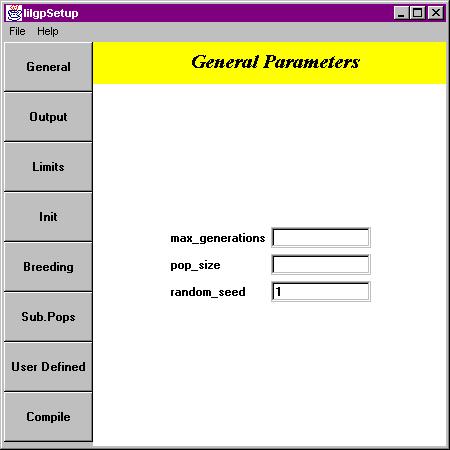 lilgpSetup
File Help
General
General Parameters
Output
Limits
Init
Breeding
Sub.Pops
User Defined
Compile
max_generations
pop_size
random_seed 1